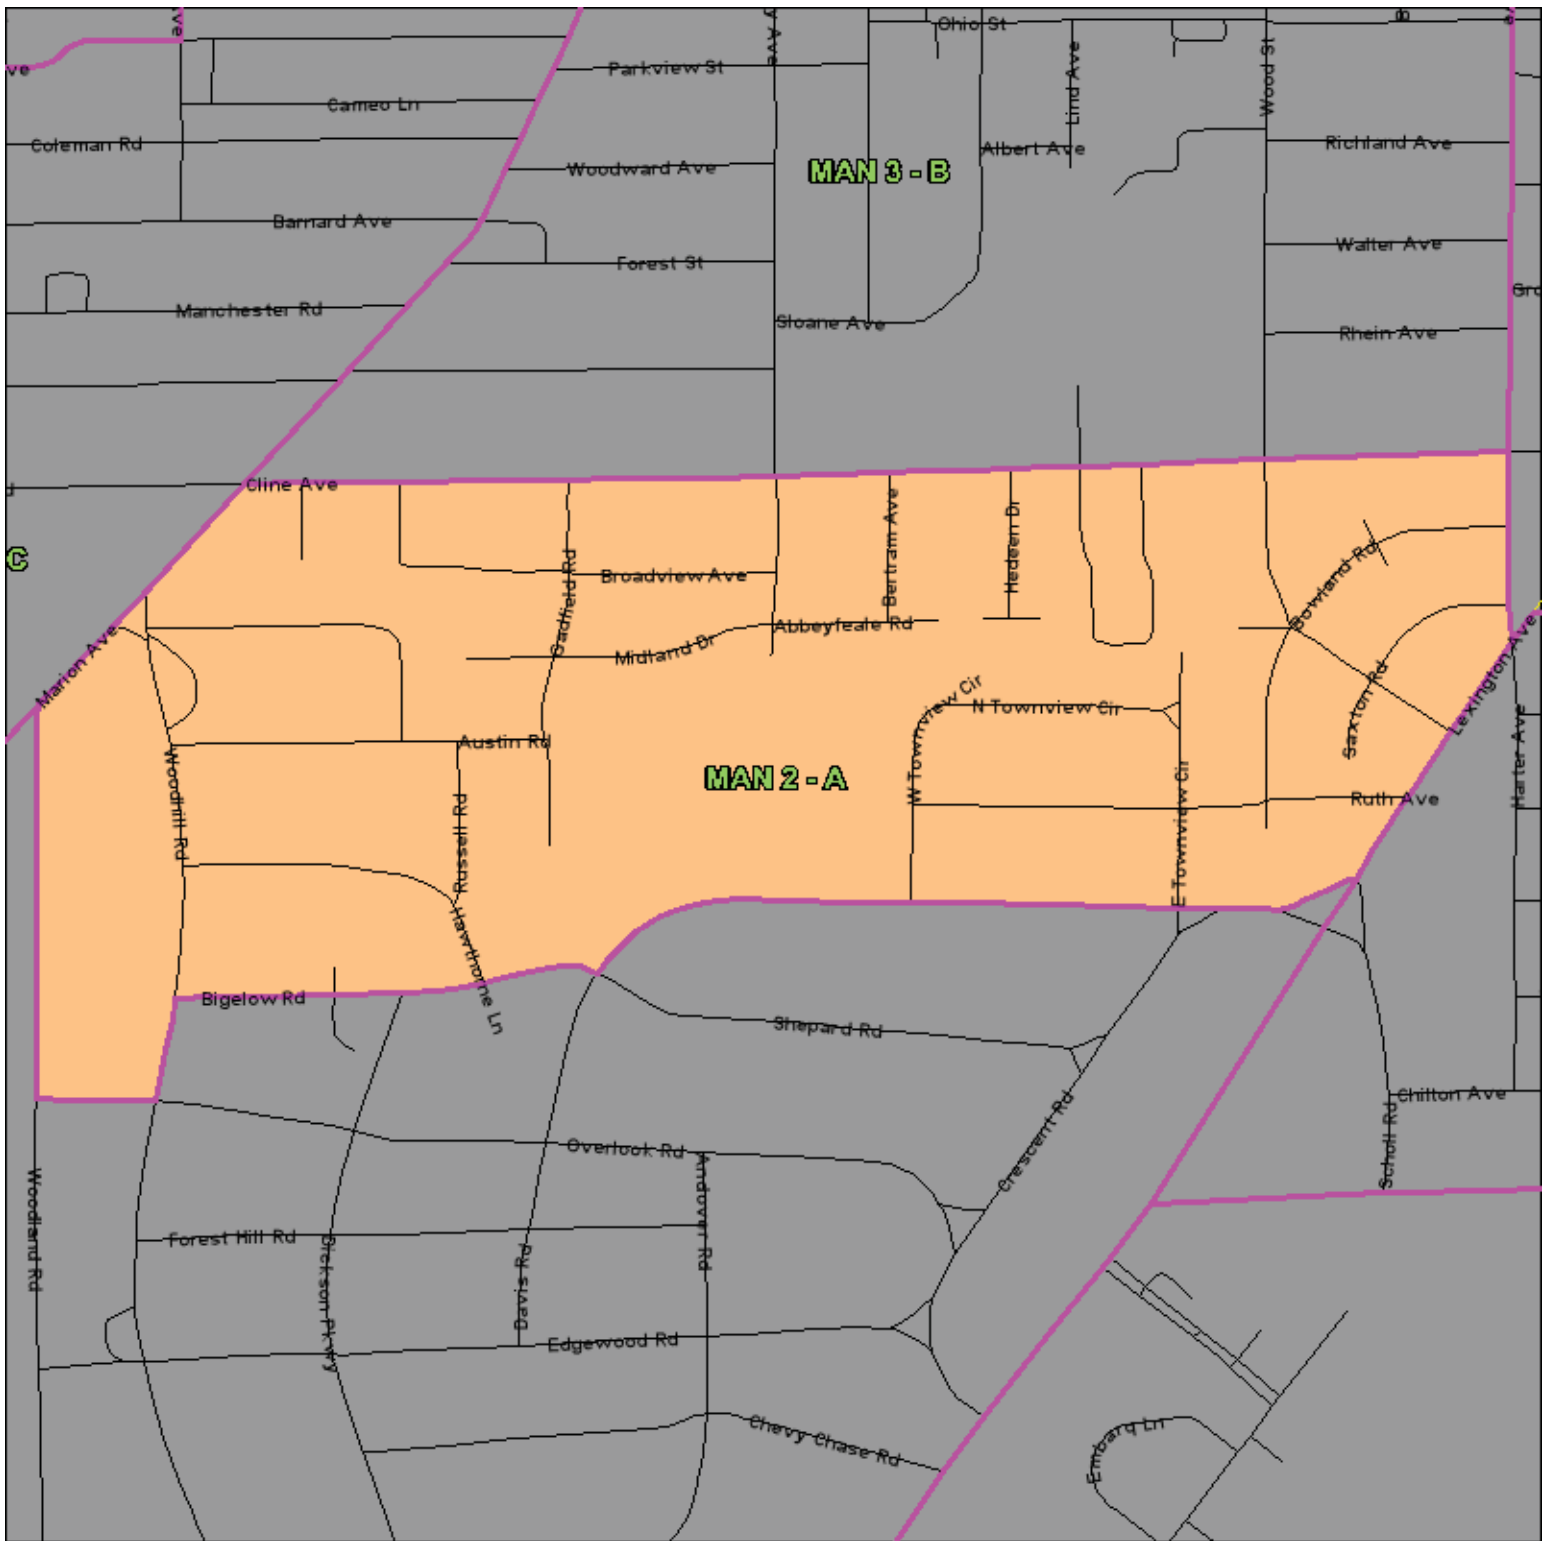 Ohio St
Parkview St
Lind Ave
Wood St
Cameo Ln
Coleman Rd
Albert Ave
Richland Ave
Woodward Ave
MAN 3 - B
Barnard Ave
Walter Ave
Forest St
Manchester Rd
Sloane Ave
Rhein Ave
Cline Ave
C
Bertram Ave
Hedeen Dr
Bowland Rd
Broadview Ave
Oadfield Rd
Abbeyfeale Rd
Midland Dr
Marion Ave
Lexington Ave
W Townview Cir
N Townview Cir
Saxton Rd
Austin Rd
Woodhill Rd
MAN 2 - A
E Townview Cir
Harter Ave
Ruth Ave
Russell Rd
Hawthorne Ln
Bigelow Rd
Shepard Rd
Chilton Ave
Crescent Rd
Scholl Rd
Overlook Rd
Andover Rd
Woodland Rd
Forest Hill Rd
Dickson Pkwy
Davis Rd
Edgewood Rd
Chevy Chase Rd
Embarq Ln